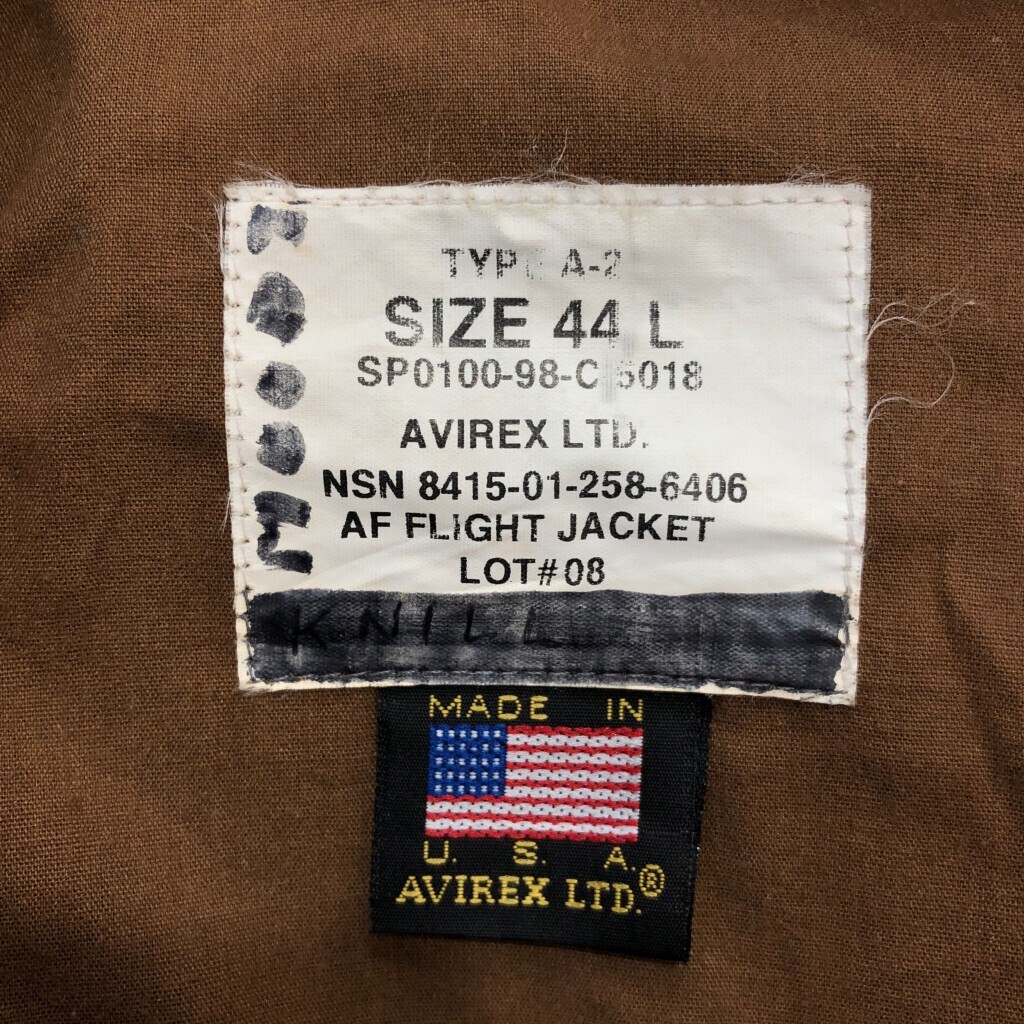 TYPE A-2
SIZE 44 L
SP0100-98-C 5018
AVIREX LTD.
NSN 8415-01-258-6406
AF FLIGHT JACKET
LOT# 08
KNILL
MADE IN
U. S. A.
AVIREX LTD.®